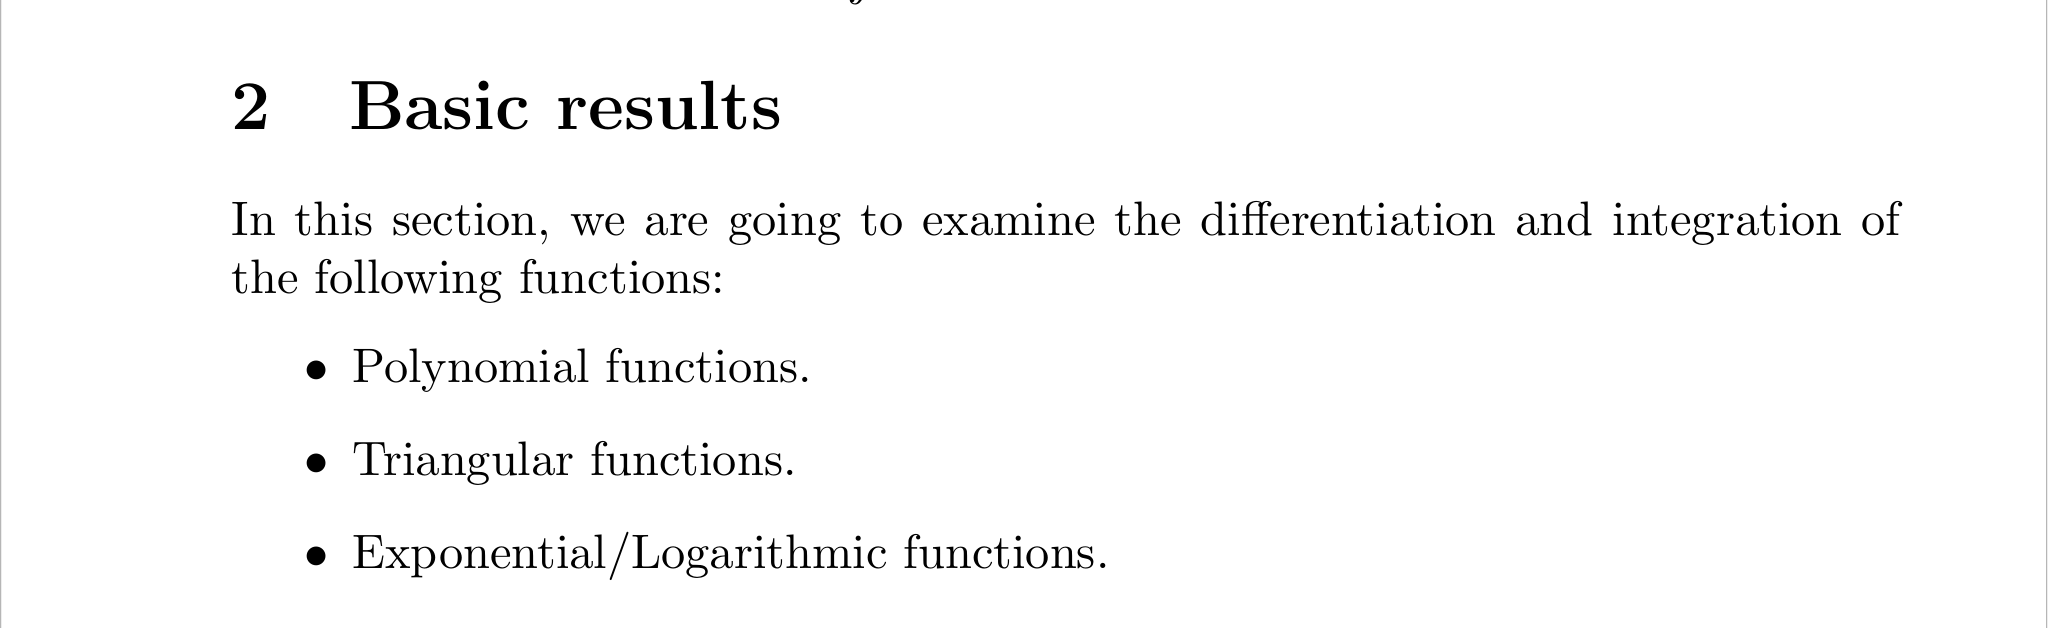 2 Basic results
In this section, we are going to examine the differentiation and integration of
the following functions:
• Polynomial functions.
• Triangular functions.
• Exponential/Logarithmic functions.